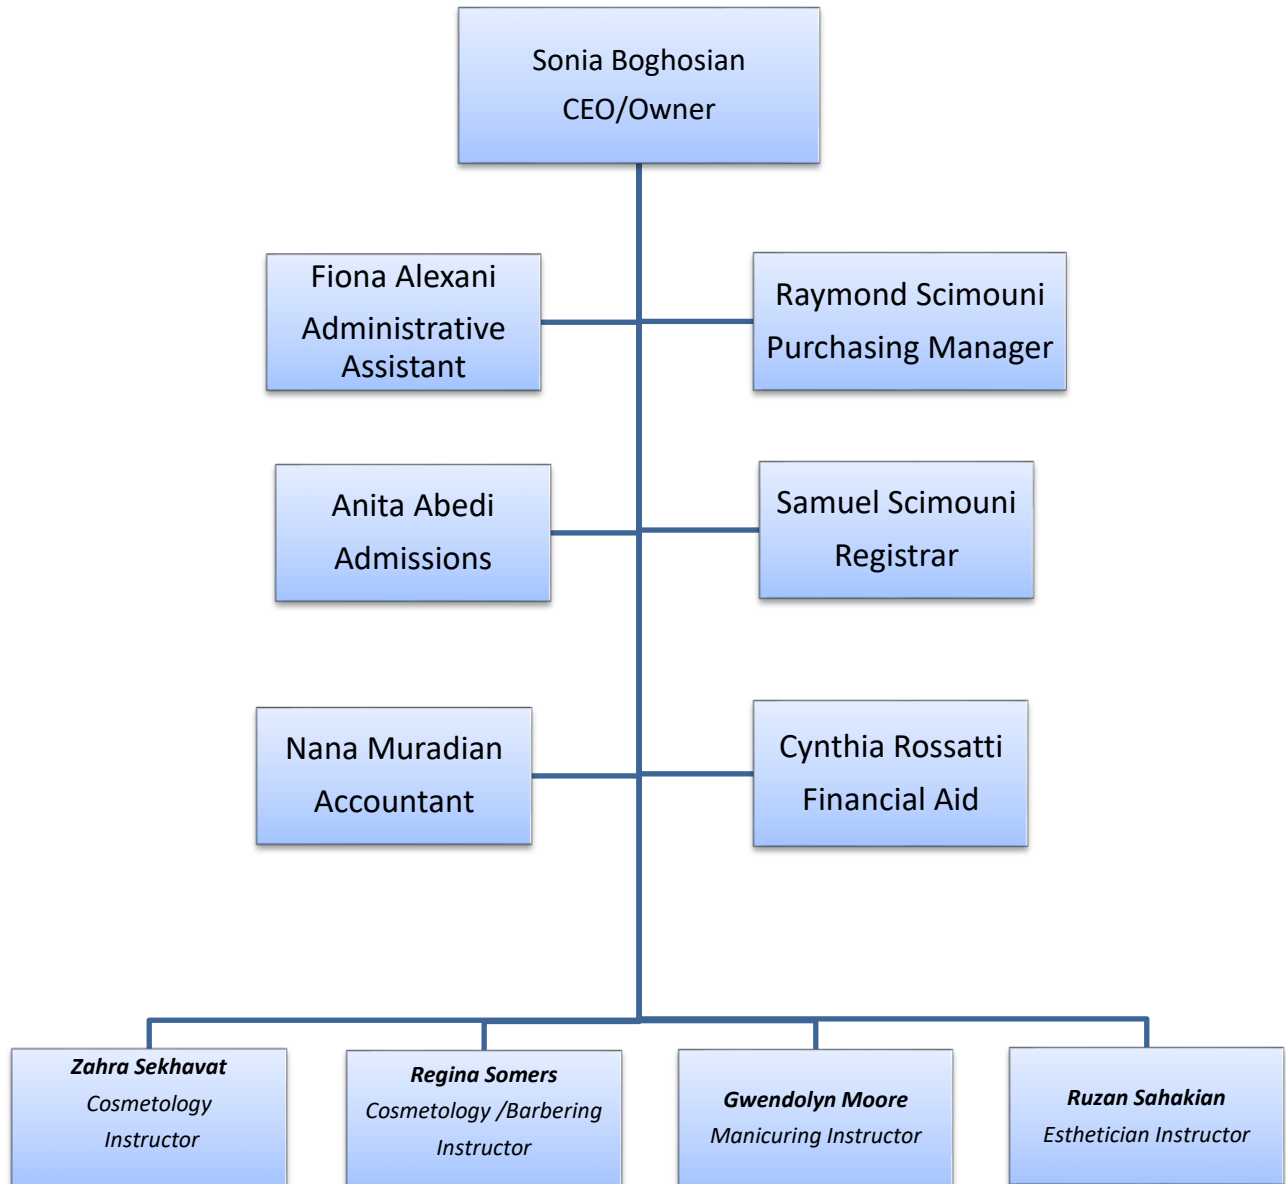 Sonia Boghosian
CEO/Owner
Fiona Alexani
Administrative
Assistant
Raymond Scimouni
Purchasing Manager
Anita Abedi
Admissions
Samuel Scimouni
Registrar
Nana Muradian
Accountant
Cynthia Rossatti
Financial Aid
Zahra Sekhavat
Cosmetology
Instructor
Regina Somers
Cosmetology /Barbering
Instructor
Gwendolyn Moore
Manicuring Instructor
Ruzan Sahakian
Esthetician Instructor